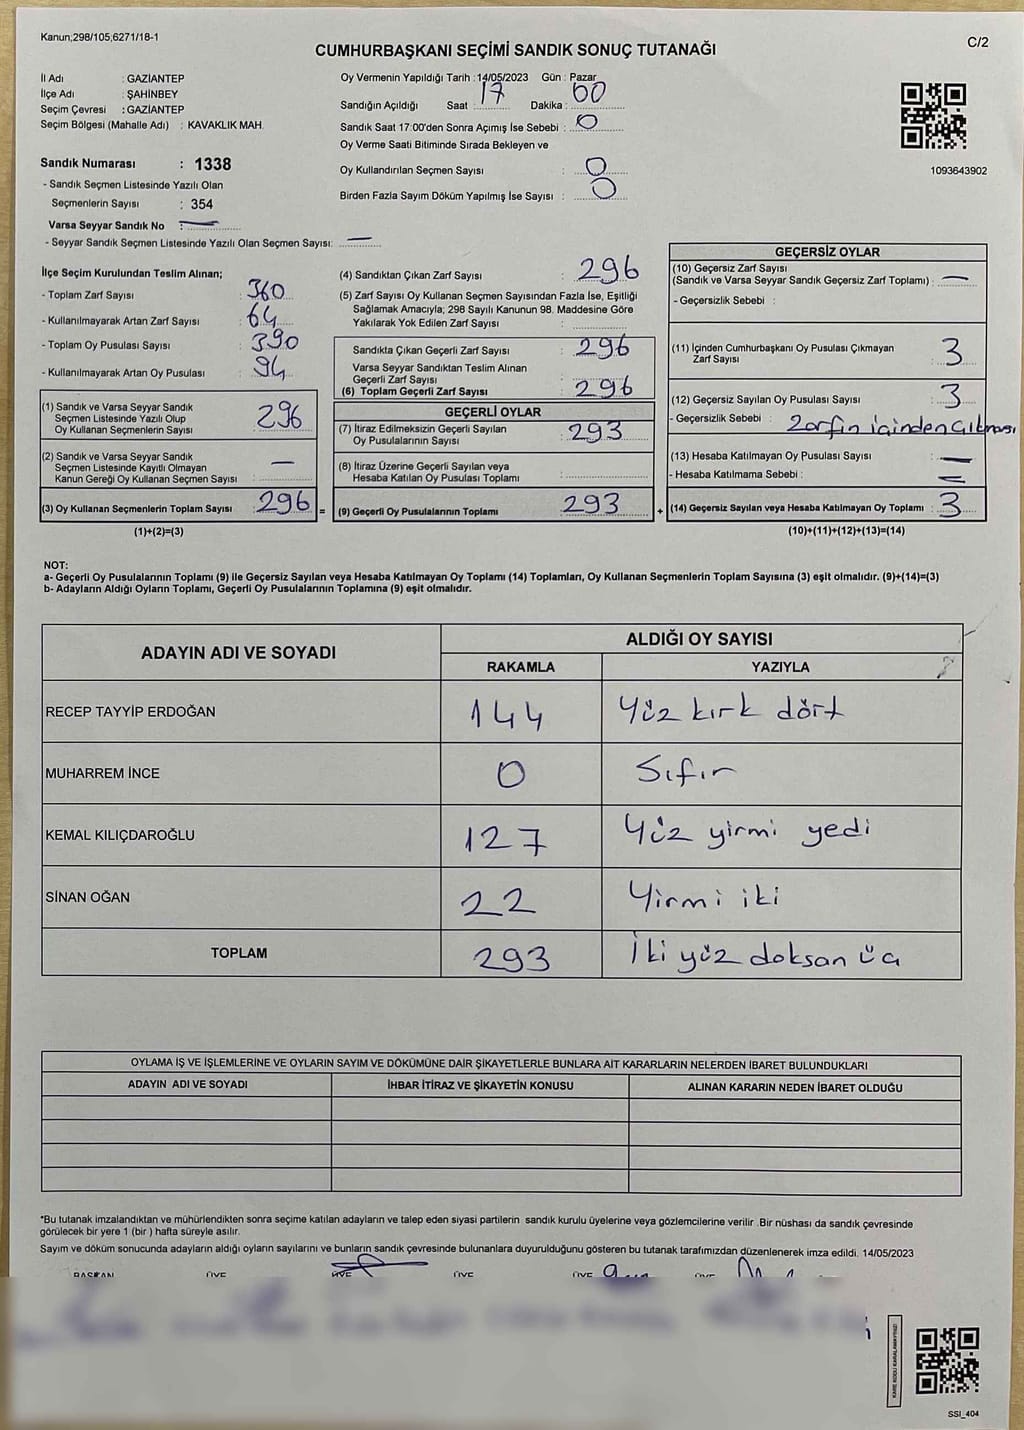 Kanun;298/105;6271/18-1
C/2
CUMHURBAŞKANI SEÇİMİ SANDIK SONUÇ TUTANAĞI
İl Adı : GAZİANTEP
İlçe Adı : ŞAHİNBEY
Seçim Çevresi : GAZİANTEP
Seçim Bölgesi (Mahalle Adı) : KAVAKLIK MAH.
Sandık Numarası : 1338
- Sandık Seçmen Listesinde Yazılı Olan
Seçmenlerin Sayısı : 354
Varsa Seyyar Sandık No : —
- Seyyar Sandık Seçmen Listesinde Yazılı Olan Seçmen Sayısı: —
Oy Vermenin Yapıldığı Tarih : 14/05/2023 Gün : Pazar
Sandığın Açıldığı Saat : 17 Dakika : 00
Sandık Saat 17:00'den Sonra Açımış İse Sebebi : 0
Oy Verme Saati Bitiminde Sırada Bekleyen ve
Oy Kullandırılan Seçmen Sayısı : 0
Birden Fazla Sayım Döküm Yapılmış İse Sayısı : 0
1093643902
İlçe Seçim Kurulundan Teslim Alınan;
- Toplam Zarf Sayısı : 360
- Kullanılmayarak Artan Zarf Sayısı : 64
- Toplam Oy Pusulası Sayısı : 390
- Kullanılmayarak Artan Oy Pusulası : 94
(1) Sandık ve Varsa Seyyar Sandık
Seçmen Listesinde Yazılı Olup
Oy Kullanan Seçmenlerin Sayısı : 296
(2) Sandık ve Varsa Seyyar Sandık
Seçmen Listesinde Kayıtlı Olmayan
Kanun Gereği Oy Kullanan Seçmen Sayısı : —
(3) Oy Kullanan Seçmenlerin Toplam Sayısı : 296 =
(1)+(2)=(3)
(4) Sandıktan Çıkan Zarf Sayısı : 296
(5) Zarf Sayısı Oy Kullanan Seçmen Sayısından Fazla İse, Eşitliği
Sağlamak Amacıyla; 298 Sayılı Kanunun 98. Maddesine Göre
Yakılarak Yok Edilen Zarf Sayısı :
Sandıkta Çıkan Geçerli Zarf Sayısı : 296
Varsa Seyyar Sandıktan Teslim Alınan
Geçerli Zarf Sayısı :
(6) Toplam Geçerli Zarf Sayısı : 296
GEÇERLİ OYLAR
(7) İtiraz Edilmeksizin Geçerli Sayılan
Oy Pusulalarının Sayısı : 293
(8) İtiraz Üzerine Geçerli Sayılan veya
Hesaba Katılan Oy Pusulası Toplamı :
(9) Geçerli Oy Pusulalarının Toplamı : 293 +
GEÇERSİZ OYLAR
(10) Geçersiz Zarf Sayısı
(Sandık ve Varsa Seyyar Sandık Geçersiz Zarf Toplamı) : —
- Geçersizlik Sebebi :
(11) İçinden Cumhurbaşkanı Oy Pusulası Çıkmayan
Zarf Sayısı : 3
(12) Geçersiz Sayılan Oy Pusulası Sayısı : 3
- Geçersizlik Sebebi : Zarfın içinden çıkması
(13) Hesaba Katılmayan Oy Pusulası Sayısı : —
- Hesaba Katılmama Sebebi : —
(14) Geçersiz Sayılan veya Hesaba Katılmayan Oy Toplamı : 3
(10)+(11)+(12)+(13)=(14)
NOT:
a- Geçerli Oy Pusulalarının Toplamı (9) ile Geçersiz Sayılan veya Hesaba Katılmayan Oy Toplamı (14) Toplamları, Oy Kullanan Seçmenlerin Toplam Sayısına (3) eşit olmalıdır. (9)+(14)=(3)
b- Adayların Aldığı Oyların Toplamı, Geçerli Oy Pusulalarının Toplamına (9) eşit olmalıdır.
ADAYIN ADI VE SOYADI
ALDIĞI OY SAYISI
RAKAMLA YAZIYLA
RECEP TAYYİP ERDOĞAN 144 Yüz kırk dört
MUHARREM İNCE 0 Sıfır
KEMAL KILIÇDAROĞLU 127 Yüz yirmi yedi
SİNAN OĞAN 22 Yirmi iki
TOPLAM 293 İki yüz doksan üç
OYLAMA İŞ VE İŞLEMLERİNE VE OYLARIN SAYIM VE DÖKÜMÜNE DAİR ŞİKAYETLERLE BUNLARA AİT KARARLARIN NELERDEN İBARET BULUNDUKLARI
ADAYIN ADI VE SOYADI İHBAR İTİRAZ VE ŞİKAYETİN KONUSU ALINAN KARARIN NEDEN İBARET OLDUĞU
*Bu tutanak imzalandıktan ve mühürlendikten sonra seçime katılan adayların ve talep eden siyasi partilerin sandık kurulu üyelerine veya gözlemcilerine verilir .Bir nüshası da sandık çevresinde
görülecek bir yere 1 (bir ) hafta süreyle asılır.
Sayım ve döküm sonucunda adayların aldığı oyların sayılarını ve bunların sandık çevresinde bulunanlara duyurulduğunu gösteren bu tutanak tarafımızdan düzenlenerek imza edildi. 14/05/2023
BAŞKAN ÜYE ÜYE ÜYE ÜYE ÜYE
KARE KODU KARALAMAYINIZ!
SSI_404